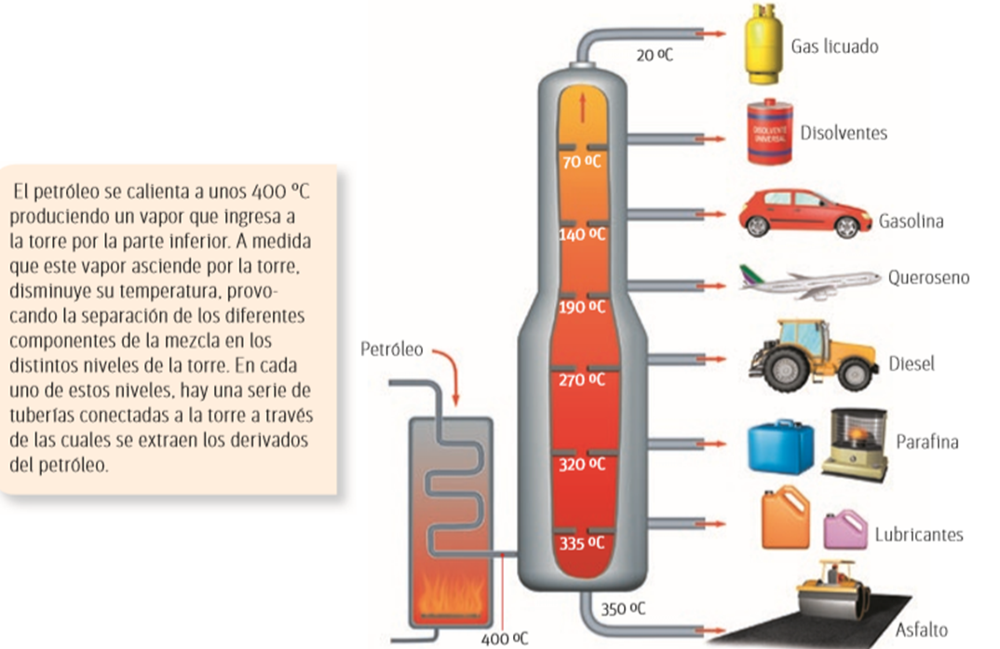 El petróleo se calienta a unos 400 ºC
produciendo un vapor que ingresa a
la torre por la parte inferior. A medida
que este vapor asciende por la torre,
disminuye su temperatura, provo-
cando la separación de los diferentes
componentes de la mezcla en los
distintos niveles de la torre. En cada
uno de estos niveles, hay una serie de
tuberías conectadas a la torre a través
de las cuales se extraen los derivados
del petróleo.
Petróleo
400 ºC
20 ºC
70 ºC
140 ºC
190 ºC
270 ºC
320 ºC
335 ºC
350 ºC
Gas licuado
DISOLVENTE
UNIVERSAL
Disolventes
Gasolina
Queroseno
Diesel
Parafina
Lubricantes
Asfalto